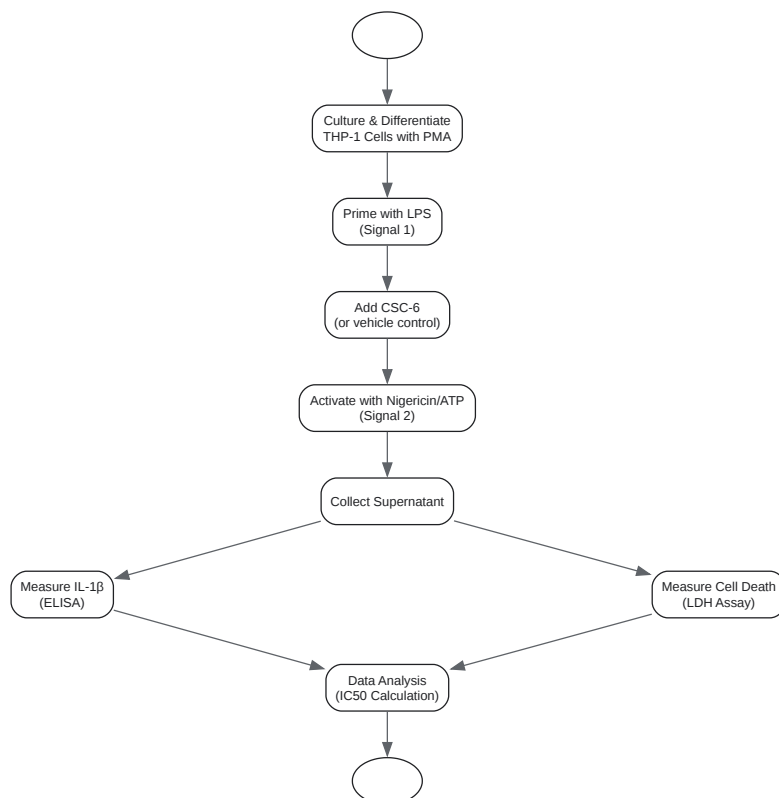 Culture & Differentiate
THP-1 Cells with PMA
Prime with LPS
(Signal 1)
Add CSC-6
(or vehicle control)
Activate with Nigericin/ATP
(Signal 2)
Collect Supernatant
Measure IL-1β
(ELISA)
Measure Cell Death
(LDH Assay)
Data Analysis
(IC50 Calculation)